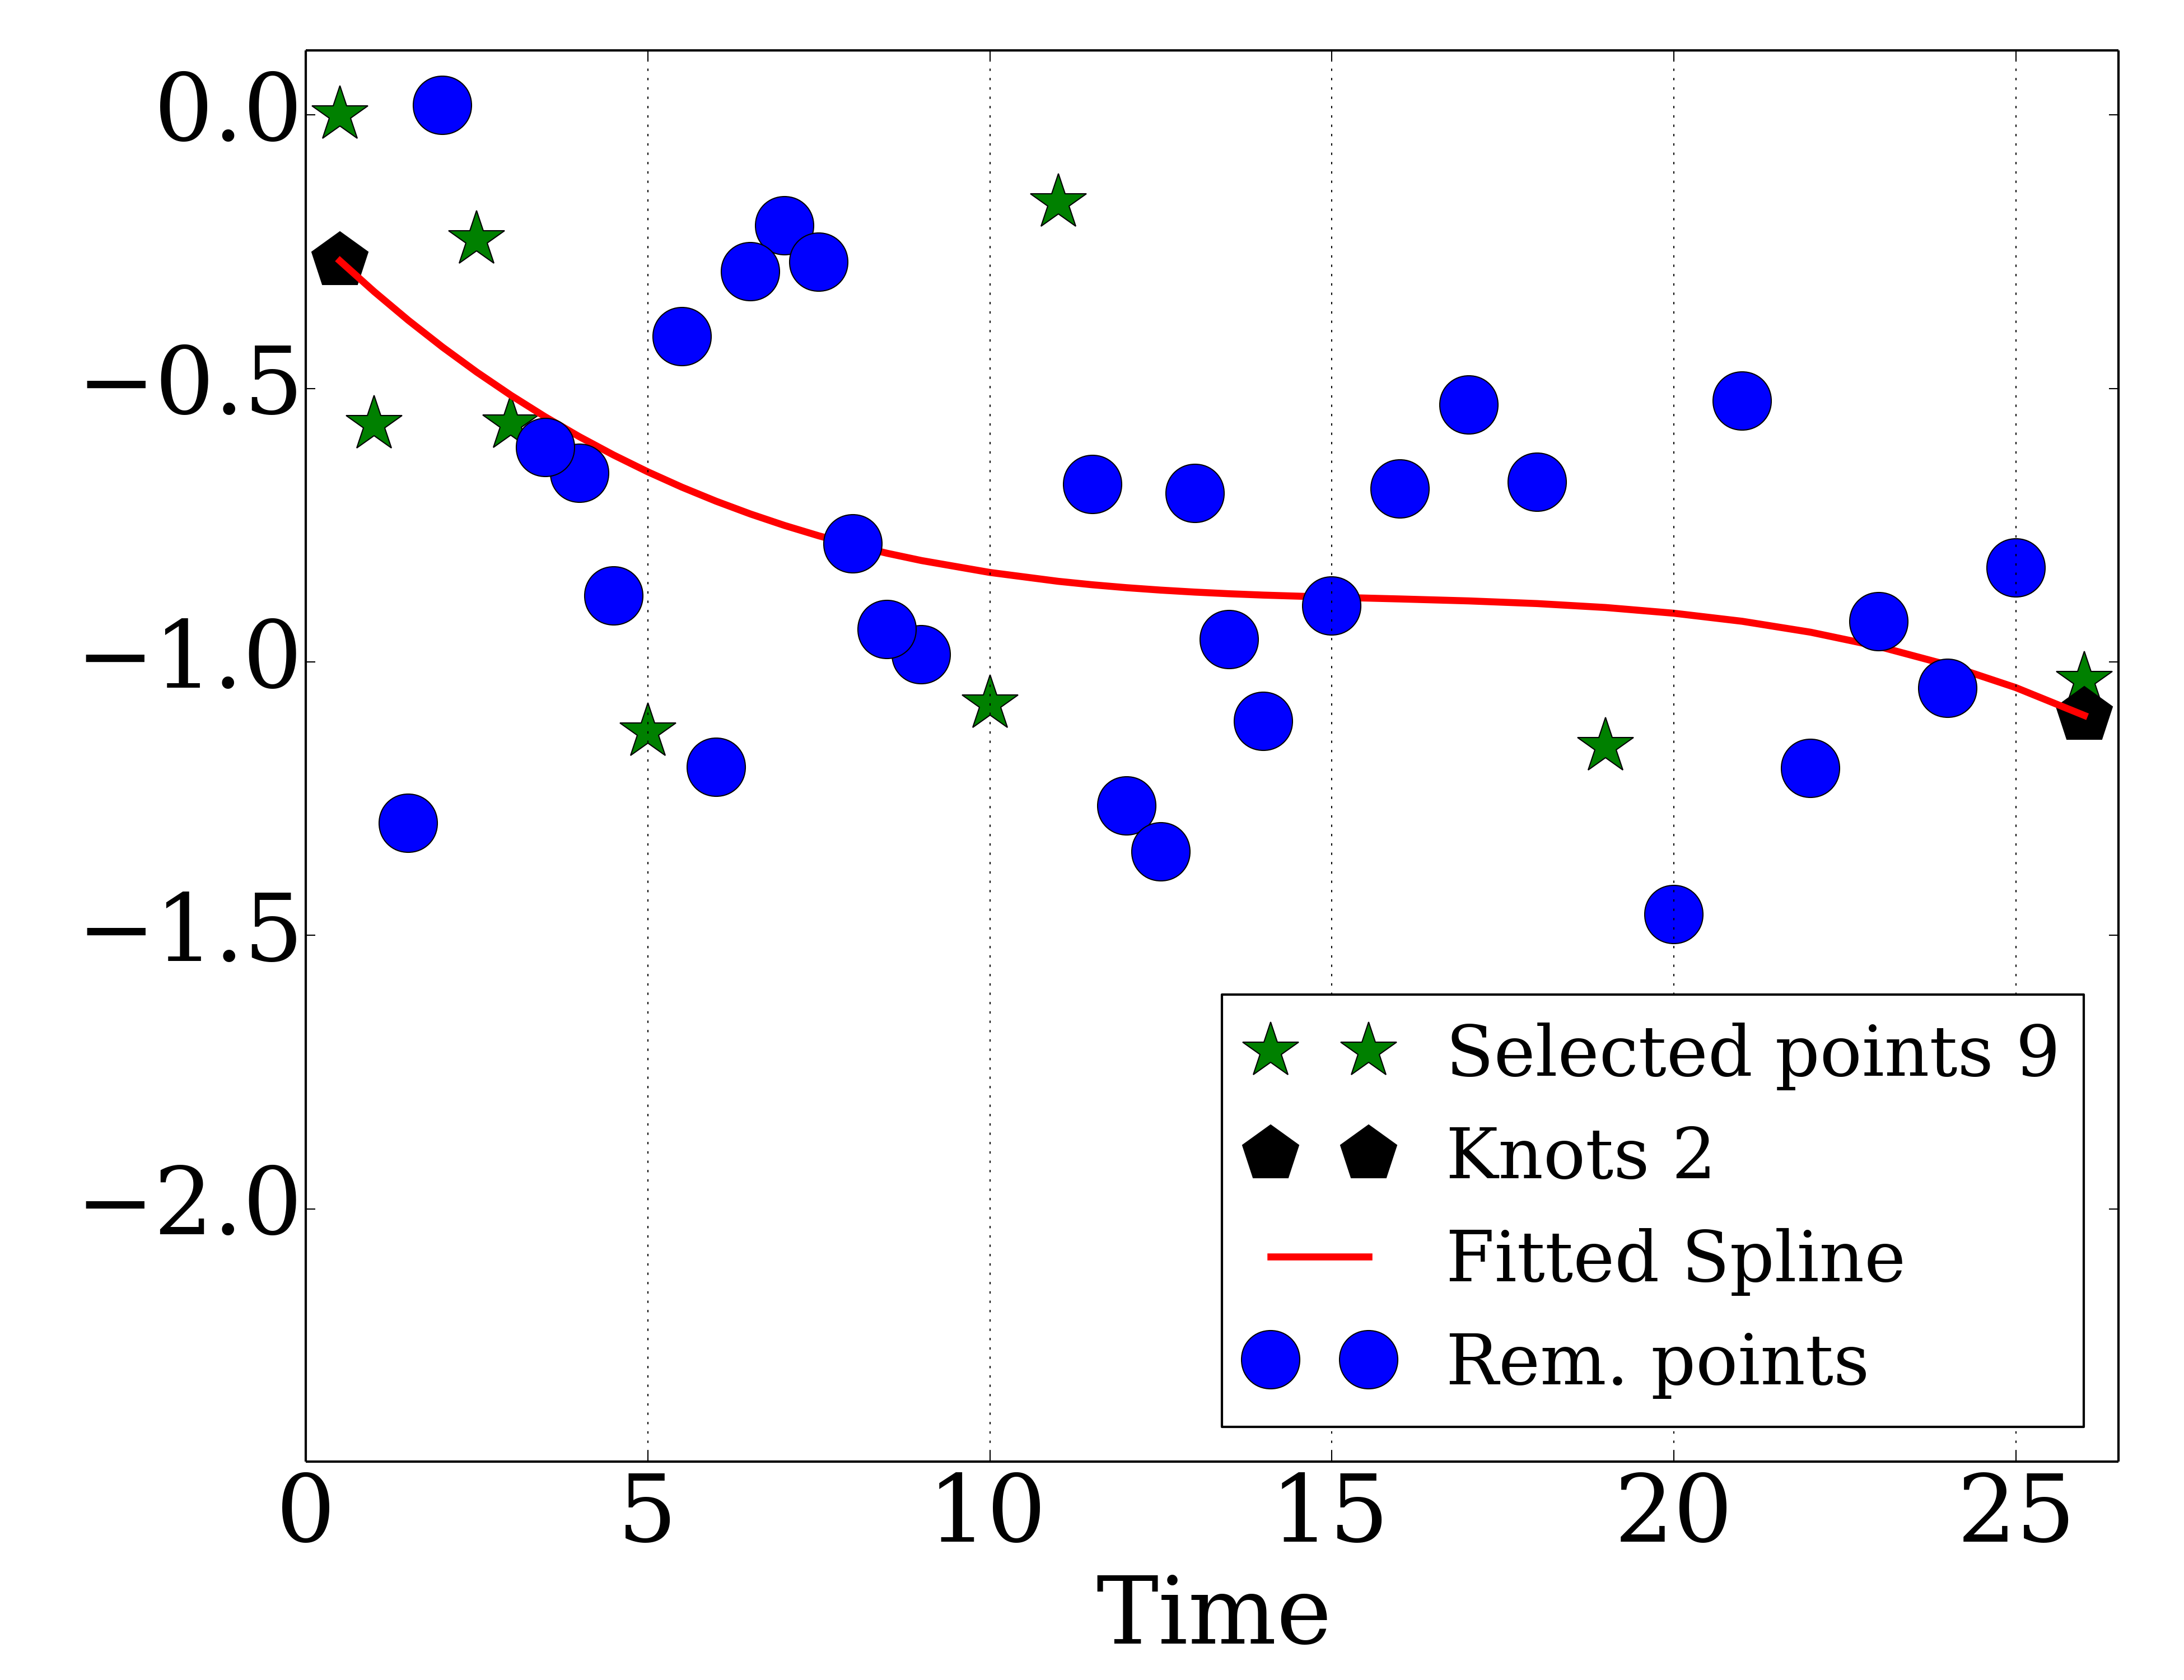 0.0
−0.5
−1.0
−1.5
−2.0
Selected points 9
Knots 2
Fitted Spline
Rem. points
0 5 10 15 20 25
Time